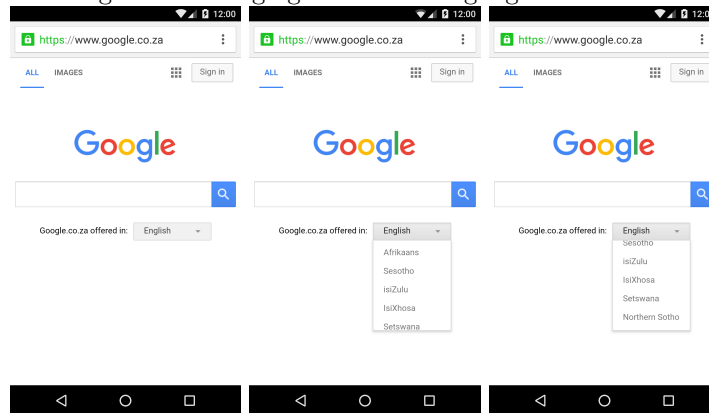 12:00
https://www.google.co.za
ALL IMAGES Sign in
Google
Google.co.za offered in: English
12:00
https://www.google.co.za
ALL IMAGES Sign in
Google
Google.co.za offered in: English
Afrikaans
Sesotho
isiZulu
IsiXhosa
Setswana
12:0
https://www.google.co.za
ALL IMAGES Sign in
Google
Google.co.za offered in: English
Sesotho
isiZulu
IsiXhosa
Setswana
Northern Sotho